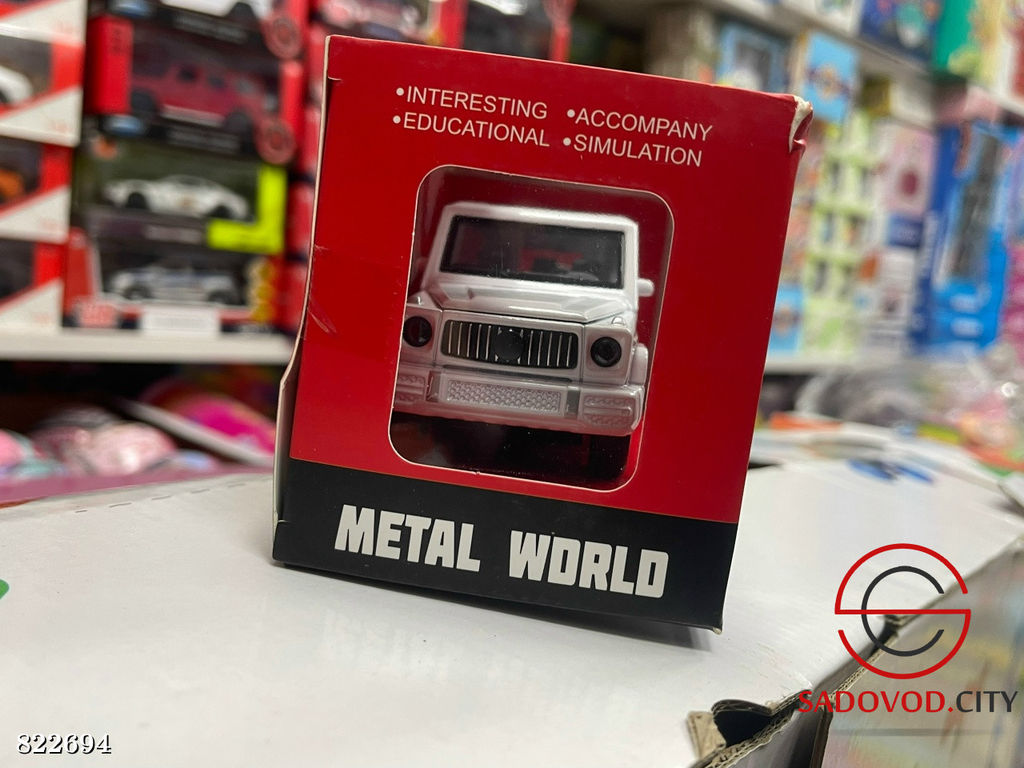 •INTERESTING •ACCOMPANY
•EDUCATIONAL •SIMULATION
METAL WORLD
SADOVOD.CITY
822694